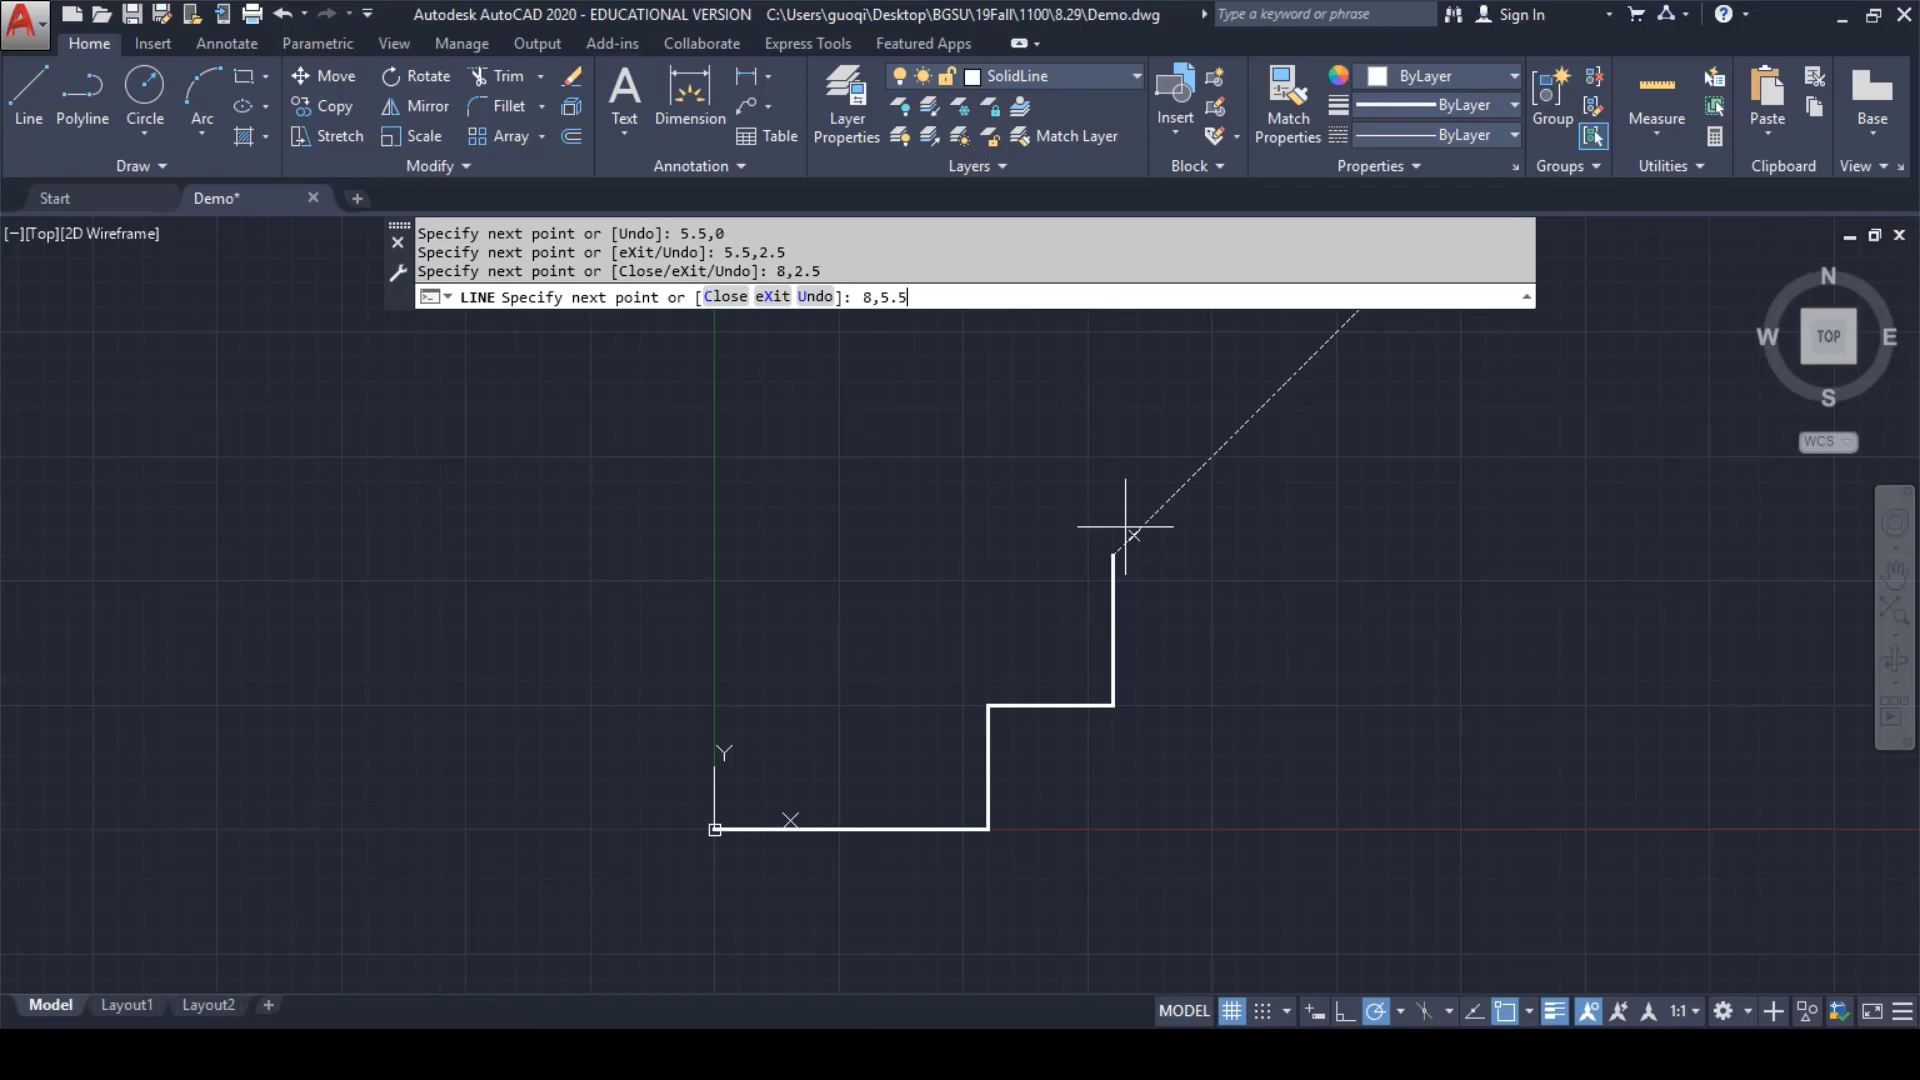 Autodesk AutoCAD 2020 - EDUCATIONAL VERSION C:\Users\guoqi\Desktop\BGSU\19Fall\1100\8.29\Demo.dwg Type a keyword or phrase Sign In
Home Insert Annotate Parametric View Manage Output Add-ins Collaborate Express Tools Featured Apps
Line Polyline Circle Arc
Move Rotate Trim
Copy Mirror Fillet
Stretch Scale Array
Text Dimension Table
Layer Properties
SolidLine
Match Layer
Insert
Match Properties
ByLayer
ByLayer
ByLayer
Group
Measure
Paste
Base
Draw Modify Annotation Layers Block Properties Groups Utilities Clipboard View
Start Demo*
[−][Top][2D Wireframe]
Specify next point or [Undo]: 5.5,0
Specify next point or [eXit/Undo]: 5.5,2.5
Specify next point or [Close/eXit/Undo]: 8,2.5
LINE Specify next point or [Close eXit Undo]: 8,5.5
N
W TOP E
S
WCS
Y
X
Model Layout1 Layout2
MODEL 1:1